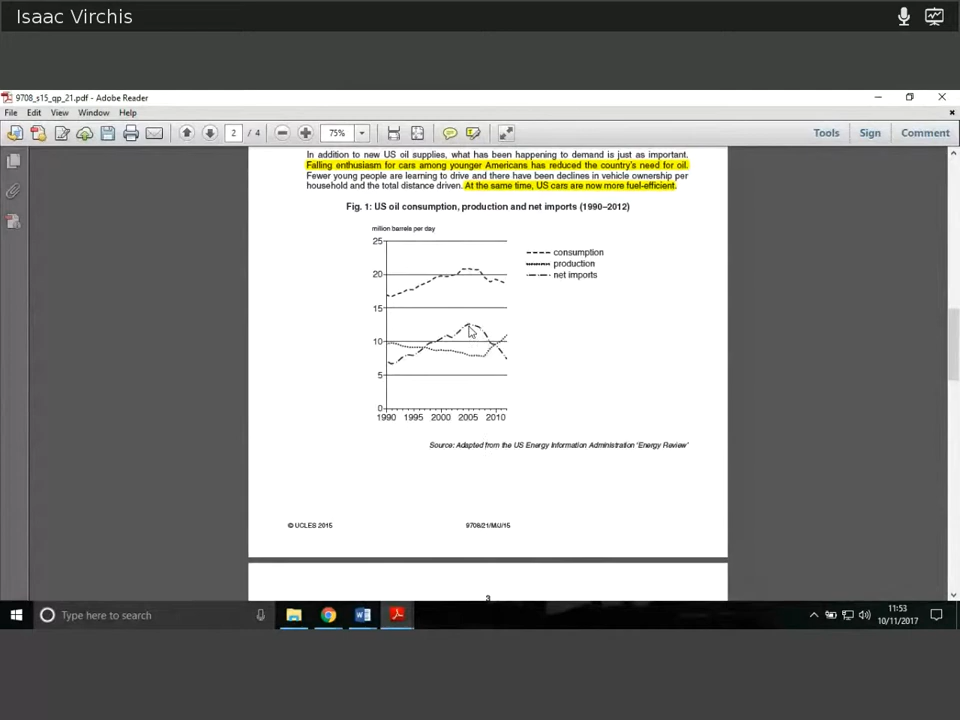 Isaac Virchis
9708_s15_qp_21.pdf - Adobe Reader
File Edit View Window Help
2 / 4 75% Tools Sign Comment
In addition to new US oil supplies, what has been happening to demand is just as important.
Falling enthusiasm for cars among younger Americans has reduced the country's need for oil.
Fewer young people are learning to drive and there have been declines in vehicle ownership per
household and the total distance driven. At the same time, US cars are now more fuel-efficient.
Fig. 1: US oil consumption, production and net imports (1990–2012)
million barrels per day
25
20
15
10
5
0
1990 1995 2000 2005 2010
consumption
production
net imports
Source: Adapted from the US Energy Information Administration 'Energy Review'
© UCLES 2015 9708/21/M/J/15
3
Type here to search
11:53
10/11/2017